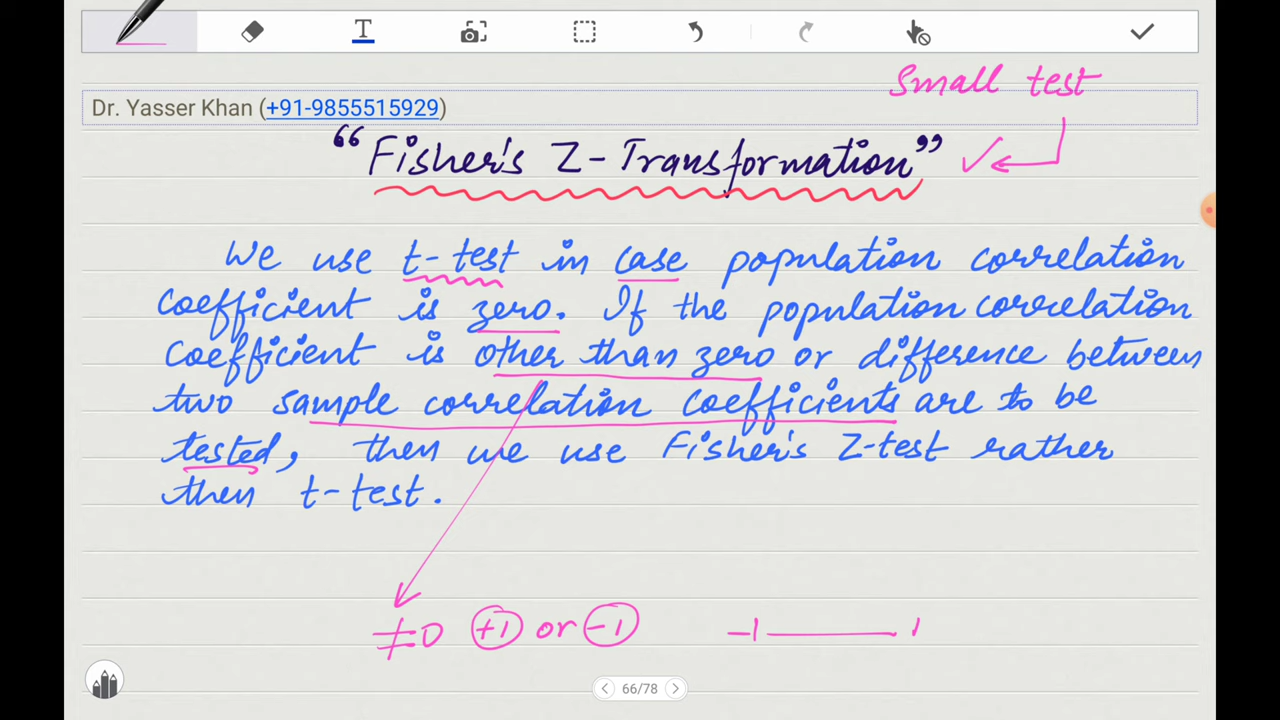 T
Small test
Dr. Yasser Khan (+91-9855515929)
"Fisher's Z-Transformation" ✓
We use t-test in case population correlation
coefficient is zero. If the population correlation
coefficient is other than zero or difference between
two sample correlation coefficients are to be
tested, then we use Fisher's Z-test rather
then t-test.
≠0 +1 or -1 -1 1
66/78